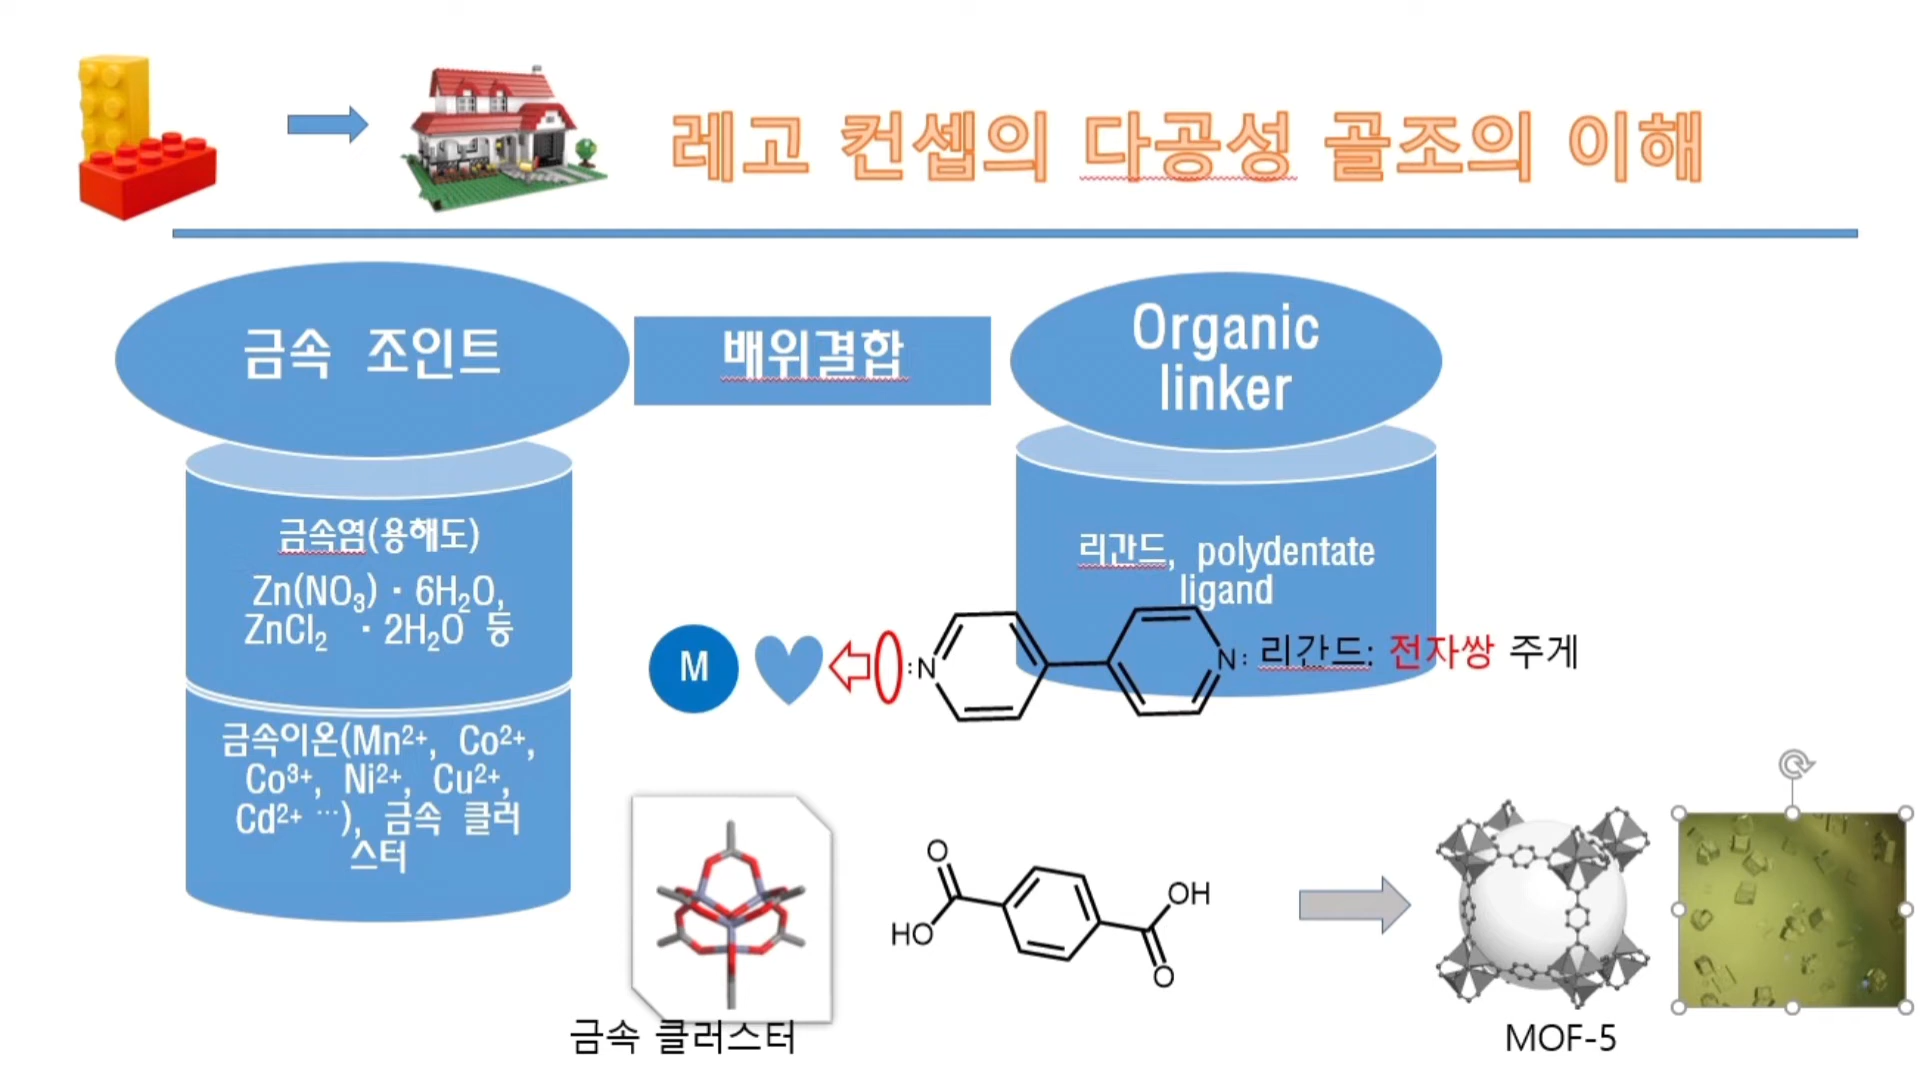 레고 컨셉의 다공성 골조의 이해
금속 조인트
배위결합
Organic
linker
금속염(용해도)
Zn(NO₃) · 6H₂O,
ZnCl₂ · 2H₂O 등
금속이온(Mn²⁺, Co²⁺,
Co³⁺, Ni²⁺, Cu²⁺,
Cd²⁺ …), 금속 클러
스터
리간드, polydentate
ligand
M
:N
N:
리간드: 전자쌍 주게
O
HO
OH
O
금속 클러스터
MOF-5